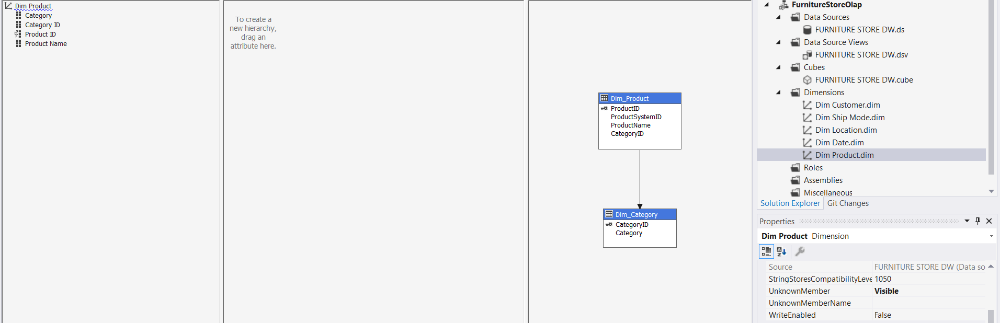 Dim Product
Category
Category ID
Product ID
Product Name
To create a
new hierarchy,
drag an
attribute here.
Dim_Product
ProductID
ProductSystemID
ProductName
CategoryID
Dim_Category
CategoryID
Category
FurnitureStoreOlap
Data Sources
FURNITURE STORE DW.ds
Data Source Views
FURNITURE STORE DW.dsv
Cubes
FURNITURE STORE DW.cube
Dimensions
Dim Customer.dim
Dim Ship Mode.dim
Dim Location.dim
Dim Date.dim
Dim Product.dim
Roles
Assemblies
Miscellaneous
Solution Explorer Git Changes
Properties
Dim Product Dimension
Source FURNITURE STORE DW (Data so
StringStoresCompatibilityLeve 1050
UnknownMember Visible
UnknownMemberName
WriteEnabled False